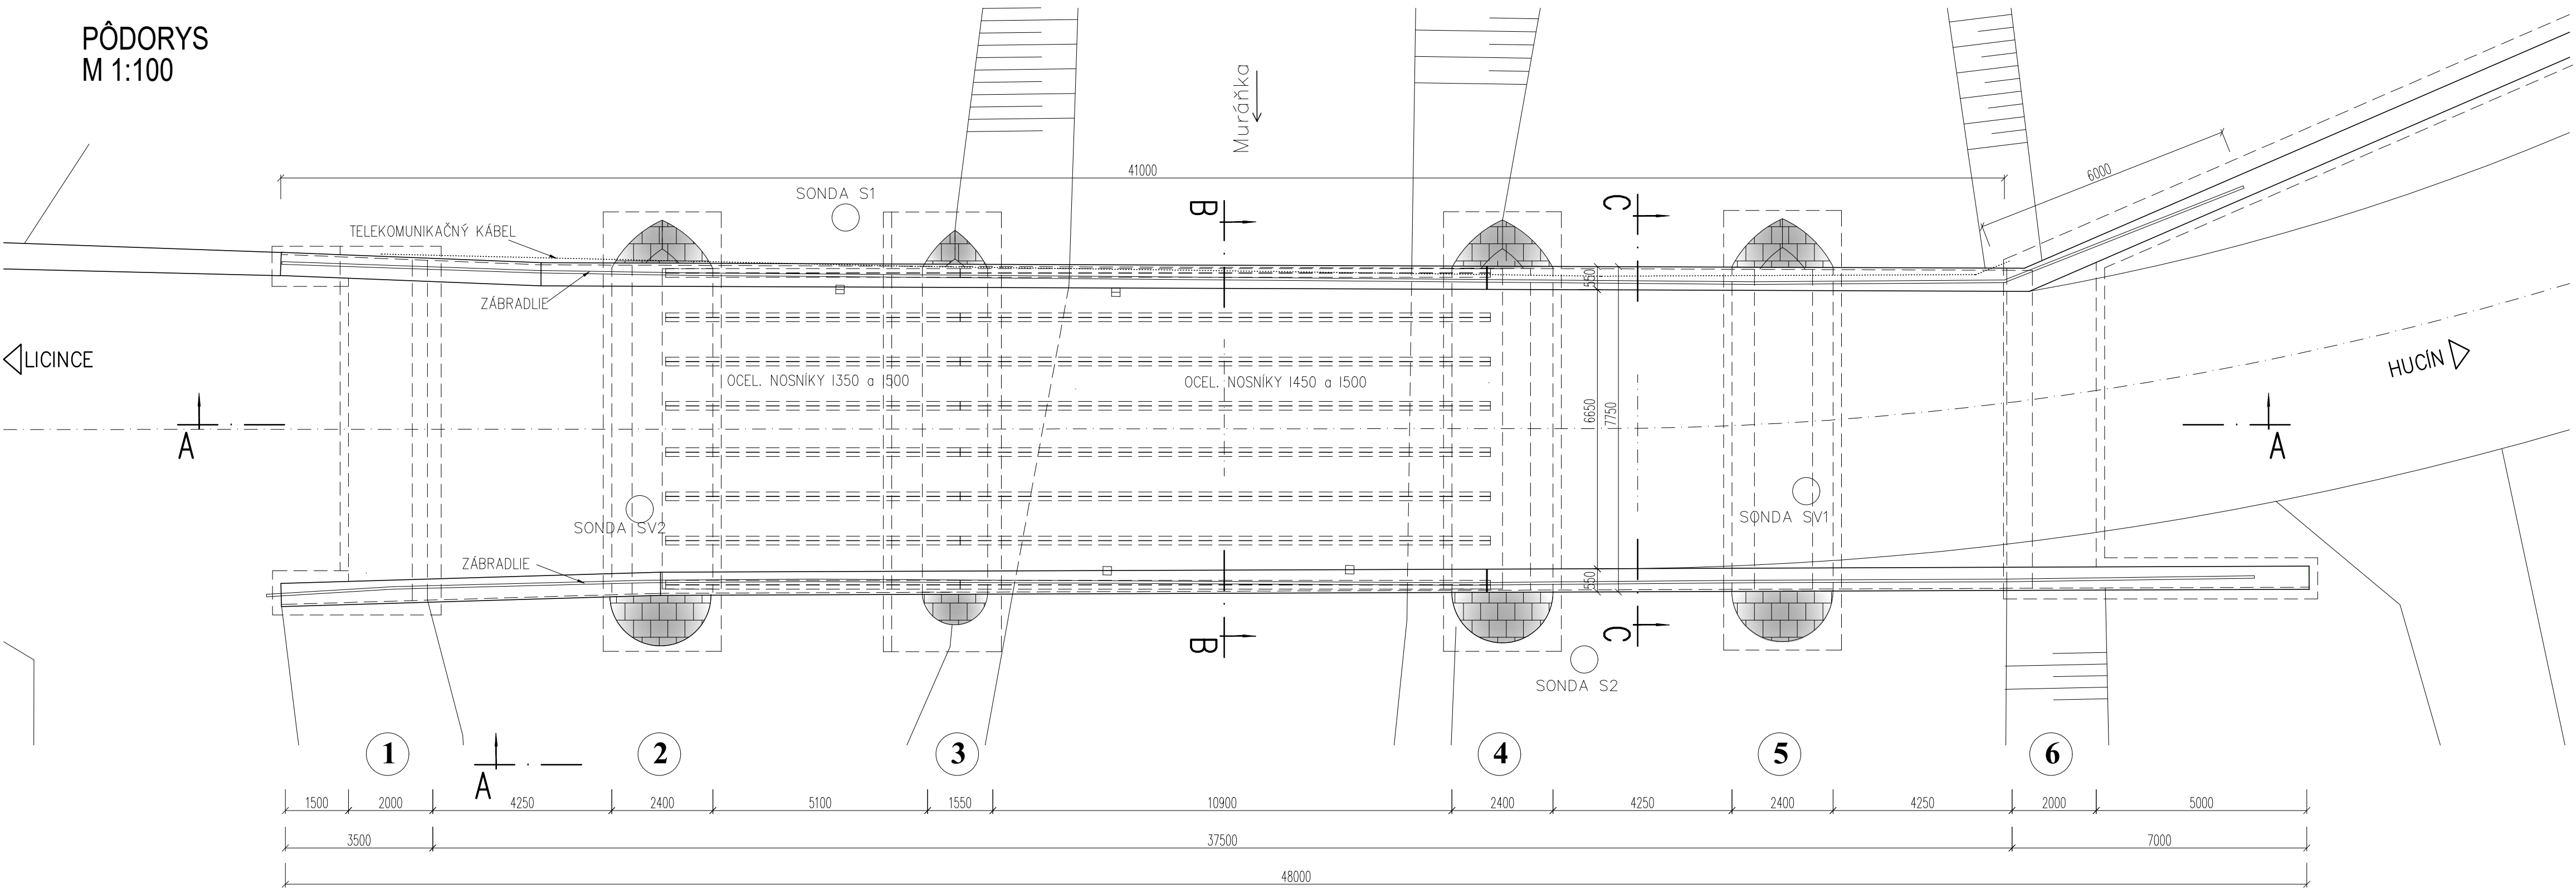 PÔDORYS
M 1:100
Muráňka
41000
6000
SONDA S1
B
C
TELEKOMUNIKAČNÝ KÁBEL
ZÁBRADLIE
550
LICINCE
HUCÍN
OCEL. NOSNÍKY I350 a I500
OCEL. NOSNÍKY I450 a I500
6650
7750
A
A
SONDA SV2
SONDA SV1
ZÁBRADLIE
550
B
C
SONDA S2
1
2
3
4
5
6
A
1500
2000
4250
2400
5100
1550
10900
2400
4250
2400
4250
2000
5000
3500
37500
7000
48000